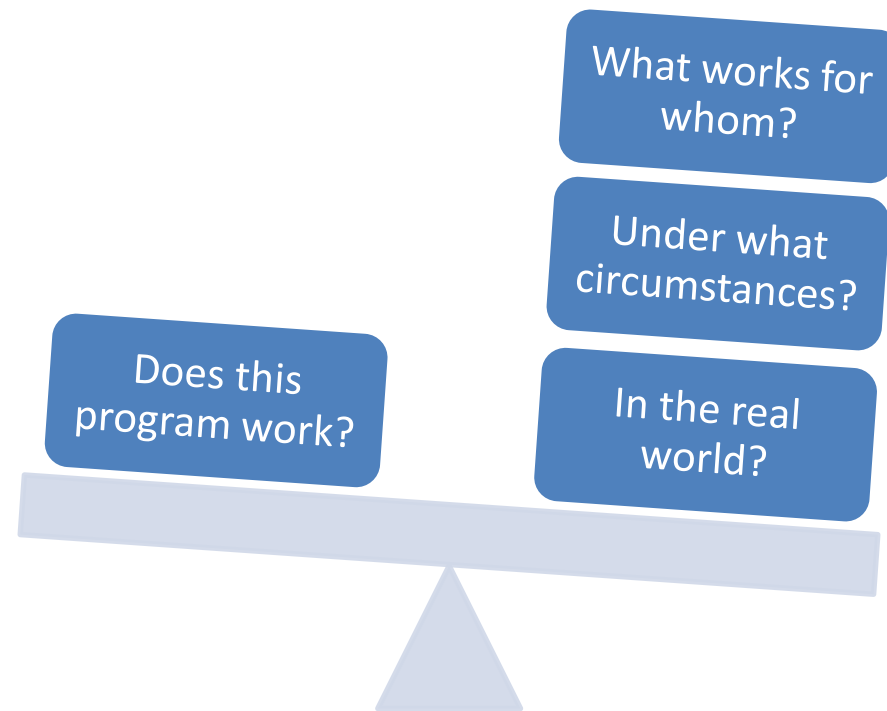 What works for
whom?
Under what
circumstances?
Does this
program work?
In the real
world?